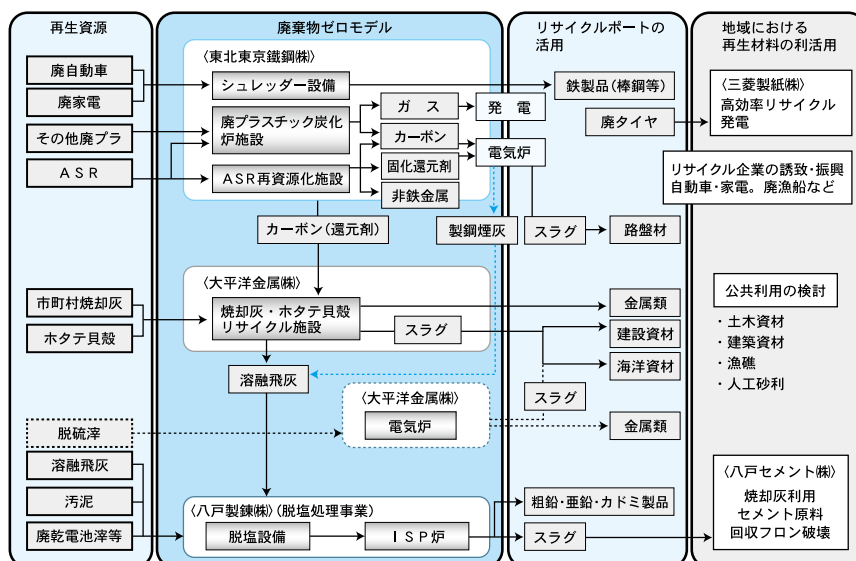 再生資源
廃棄物ゼロモデル
リサイクルポートの
活用
地域における
再生材料の利活用
廃自動車
廃家電
その他廃プラ
ASR
市町村焼却灰
ホタテ貝殻
脱硫滓
溶融飛灰
汚泥
廃乾電池滓等
〈東北東京鐵鋼㈱〉
シュレッダー設備
廃プラスチック炭化
炉施設
ASR再資源化施設
ガス
カーボン
固化還元剤
非鉄金属
発電
電気炉
カーボン(還元剤)
製鋼煙灰
〈大平洋金属㈱〉
焼却灰・ホタテ貝殻
リサイクル施設
スラグ
溶融飛灰
〈大平洋金属㈱〉
電気炉
〈八戸製錬㈱〉(脱塩処理事業)
脱塩設備
ISP炉
鉄製品(棒鋼等)
廃タイヤ
スラグ
路盤材
金属類
建設資材
海洋資材
スラグ
金属類
粗鉛・亜鉛・カドミ製品
スラグ
〈三菱製紙㈱〉
高効率リサイクル
発電
リサイクル企業の誘致・振興
自動車・家電。廃漁船など
公共利用の検討
・土木資材
・建築資材
・漁礁
・人工砂利
〈八戸セメント㈱〉
焼却灰利用
セメント原料
回収フロン破壊